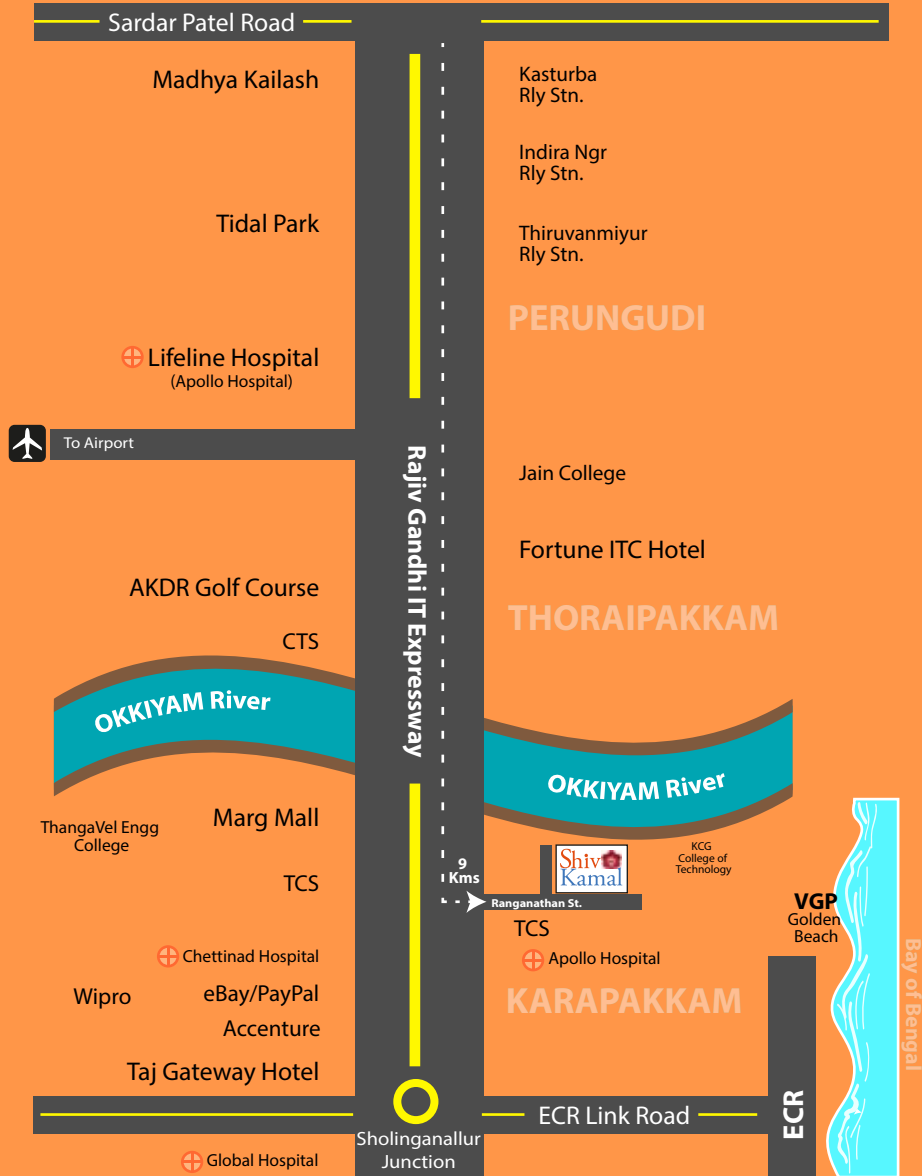 Sardar Patel Road
Madhya Kailash
Kasturba
Rly Stn.
Indira Ngr
Rly Stn.
Tidal Park
Thiruvanmiyur
Rly Stn.
PERUNGUDI
Lifeline Hospital
(Apollo Hospital)
To Airport
Rajiv Gandhi IT Expressway
Jain College
Fortune ITC Hotel
AKDR Golf Course
THORAIPAKKAM
CTS
OKKIYAM River
OKKIYAM River
Marg Mall
ThangaVel Engg
College
KCG
College of
Technology
Shiv
Kamal
9
Kms
TCS
Ranganathan St.
VGP
Golden
Beach
TCS
Chettinad Hospital
Apollo Hospital
Bay of Bengal
Wipro
eBay/PayPal
KARAPAKKAM
Accenture
Taj Gateway Hotel
ECR Link Road
ECR
Sholinganallur
Junction
Global Hospital